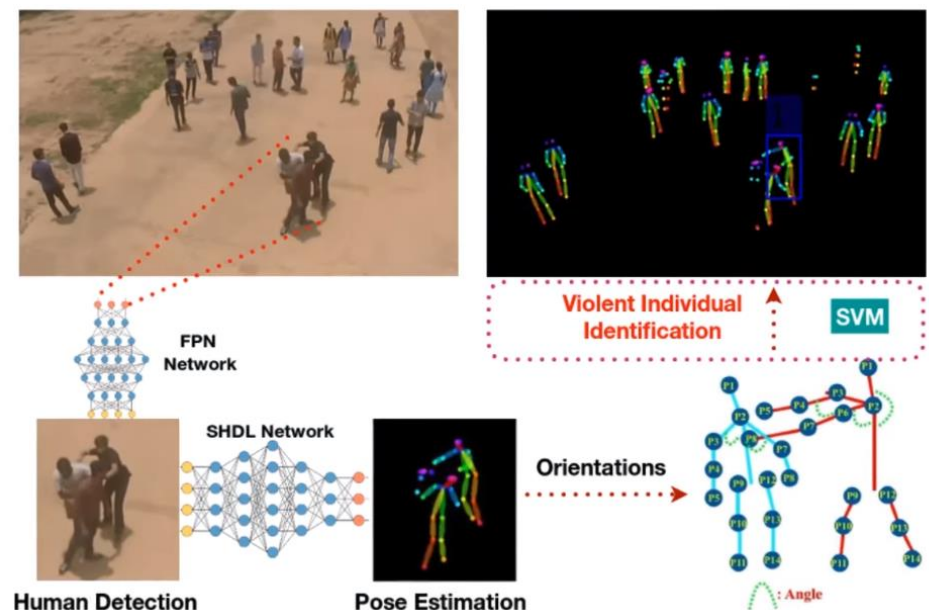 FPN
Network
Violent Individual
Identification
SVM
SHDL Network
Orientations
Human Detection
Pose Estimation
P1
P2
P3
P4
P5
P6
P7
P8
P9
P10
P11
P12
P13
P14
P1
P2
P3
P4
P5
P6
P7
P9
P10
P11
P12
P13
P14
: Angle